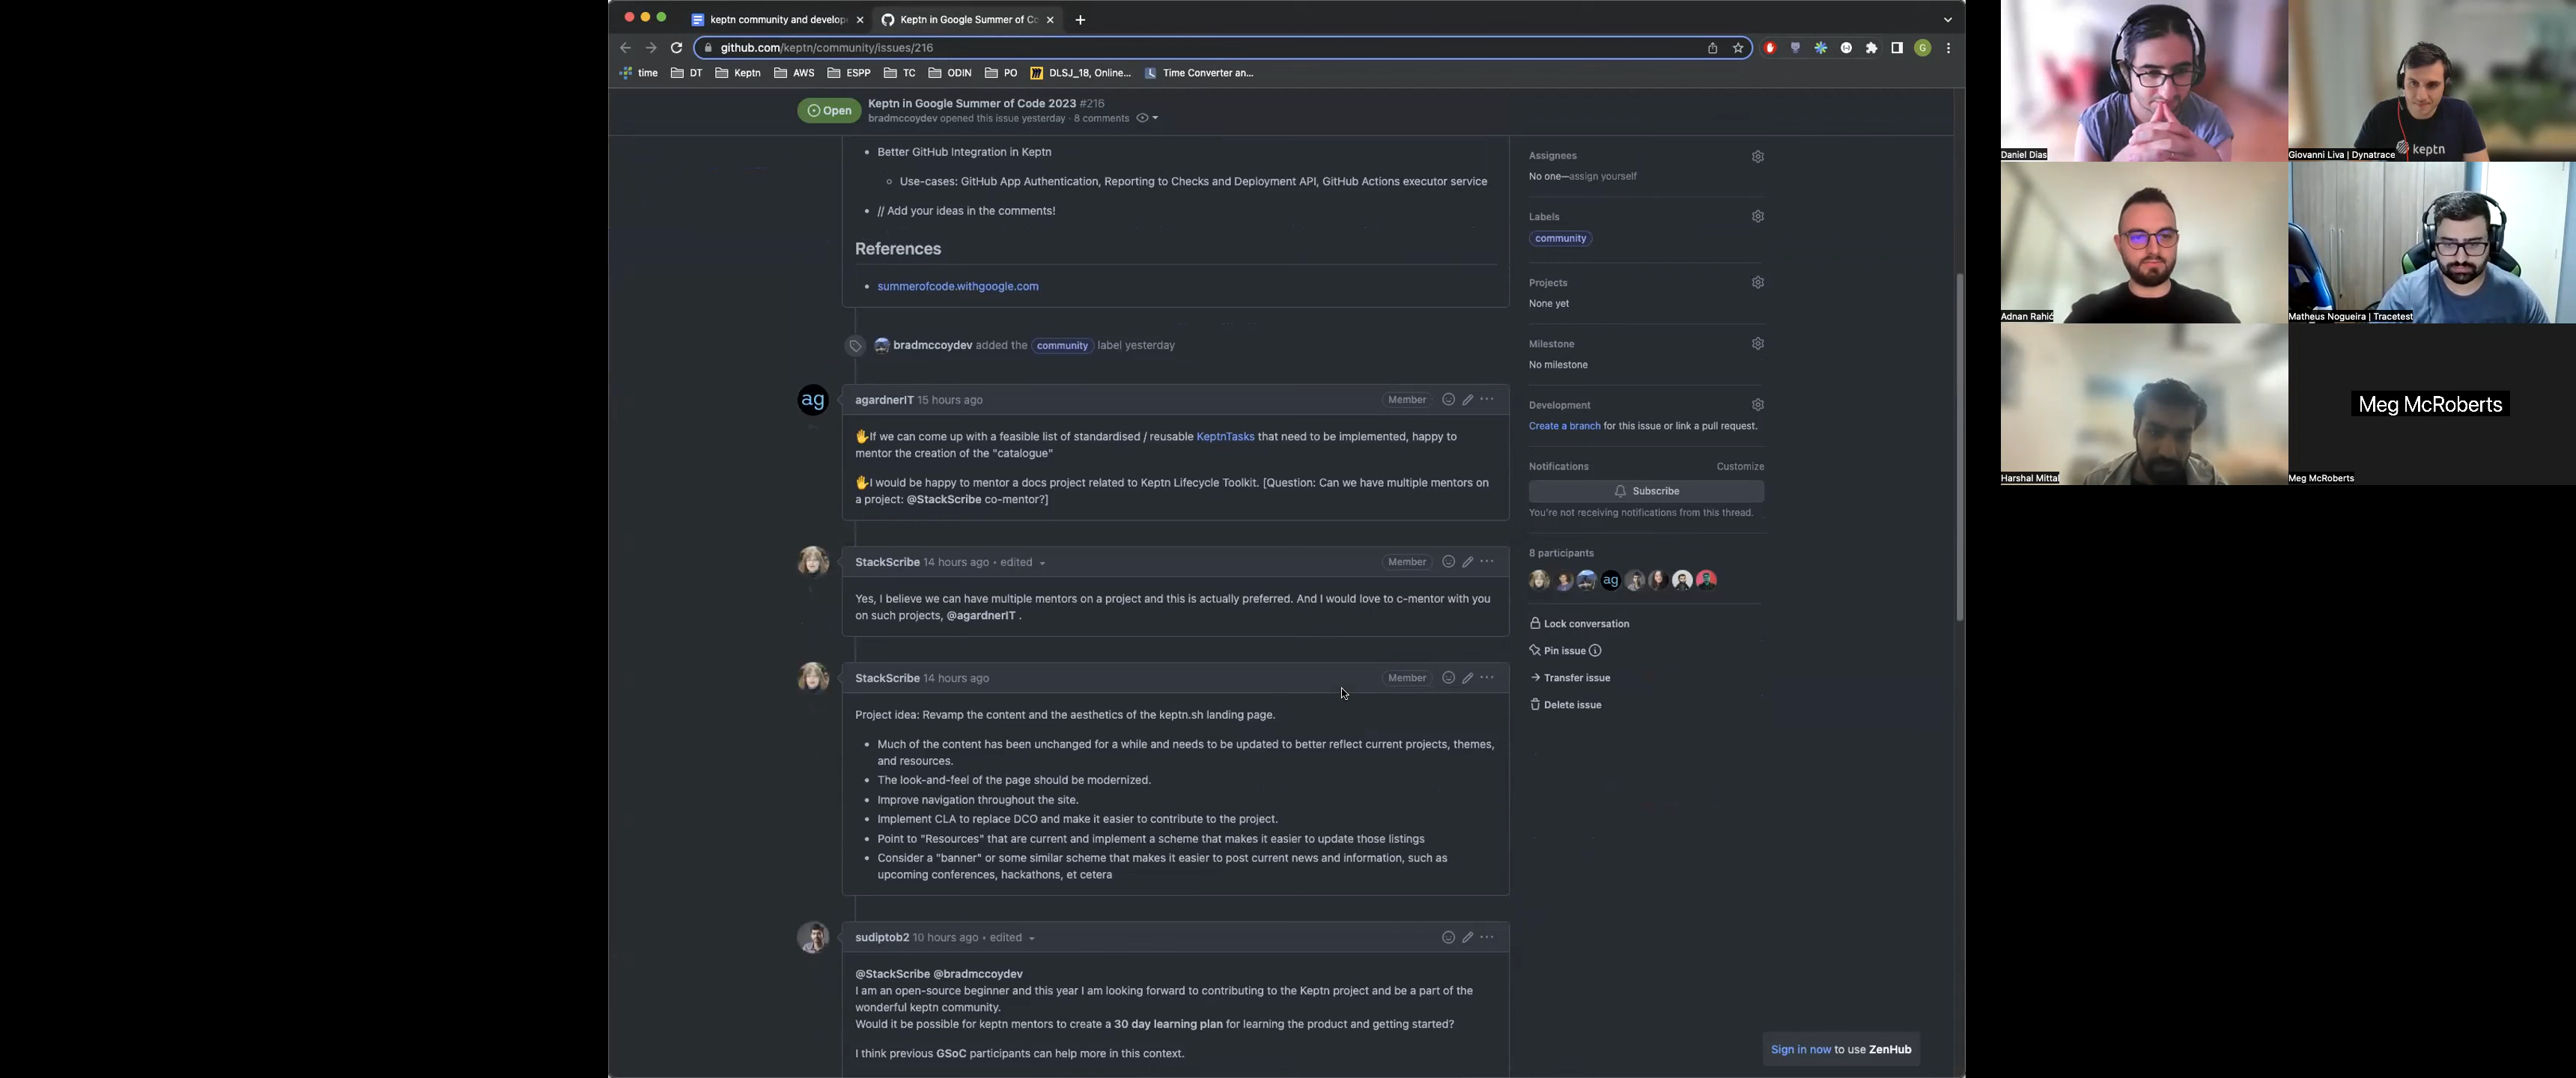 keptn community and develop
Keptn in Google Summer of Co
github.com/keptn/community/issues/216
time
DT
Keptn
AWS
ESPP
TC
ODIN
PO
DLSJ_18, Online...
Time Converter an...
G
Open
Keptn in Google Summer of Code 2023 #216
bradmccoydev opened this issue yesterday · 8 comments
Better GitHub Integration in Keptn
Use-cases: GitHub App Authentication, Reporting to Checks and Deployment API, GitHub Actions executor service
// Add your ideas in the comments!
References
summerofcode.withgoogle.com
bradmccoydev added the community label yesterday
ag
agardnerIT 15 hours ago
Member
✋If we can come up with a feasible list of standardised / reusable KeptnTasks that need to be implemented, happy to
mentor the creation of the "catalogue"
✋I would be happy to mentor a docs project related to Keptn Lifecycle Toolkit. [Question: Can we have multiple mentors on
a project: @StackScribe co-mentor?]
StackScribe 14 hours ago · edited
Member
Yes, I believe we can have multiple mentors on a project and this is actually preferred. And I would love to c-mentor with you
on such projects, @agardnerIT .
StackScribe 14 hours ago
Member
Project idea: Revamp the content and the aesthetics of the keptn.sh landing page.
Much of the content has been unchanged for a while and needs to be updated to better reflect current projects, themes,
and resources.
The look-and-feel of the page should be modernized.
Improve navigation throughout the site.
Implement CLA to replace DCO and make it easier to contribute to the project.
Point to "Resources" that are current and implement a scheme that makes it easier to update those listings
Consider a "banner" or some similar scheme that makes it easier to post current news and information, such as
upcoming conferences, hackathons, et cetera
sudiptob2 10 hours ago · edited
@StackScribe @bradmccoydev
I am an open-source beginner and this year I am looking forward to contributing to the Keptn project and be a part of the
wonderful keptn community.
Would it be possible for keptn mentors to create a 30 day learning plan for learning the product and getting started?
I think previous GSoC participants can help more in this context.
Assignees
No one—assign yourself
Labels
community
Projects
None yet
Milestone
No milestone
Development
Create a branch for this issue or link a pull request.
Notifications
Customize
Subscribe
You're not receiving notifications from this thread.
8 participants
ag
Lock conversation
Pin issue
Transfer issue
Delete issue
Sign in now to use ZenHub
Daniel Dias
keptn
Giovanni Liva | Dynatrace
Adnan Rahić
Matheus Nogueira | Tracetest
Harshal Mittal
Meg McRoberts
Meg McRoberts